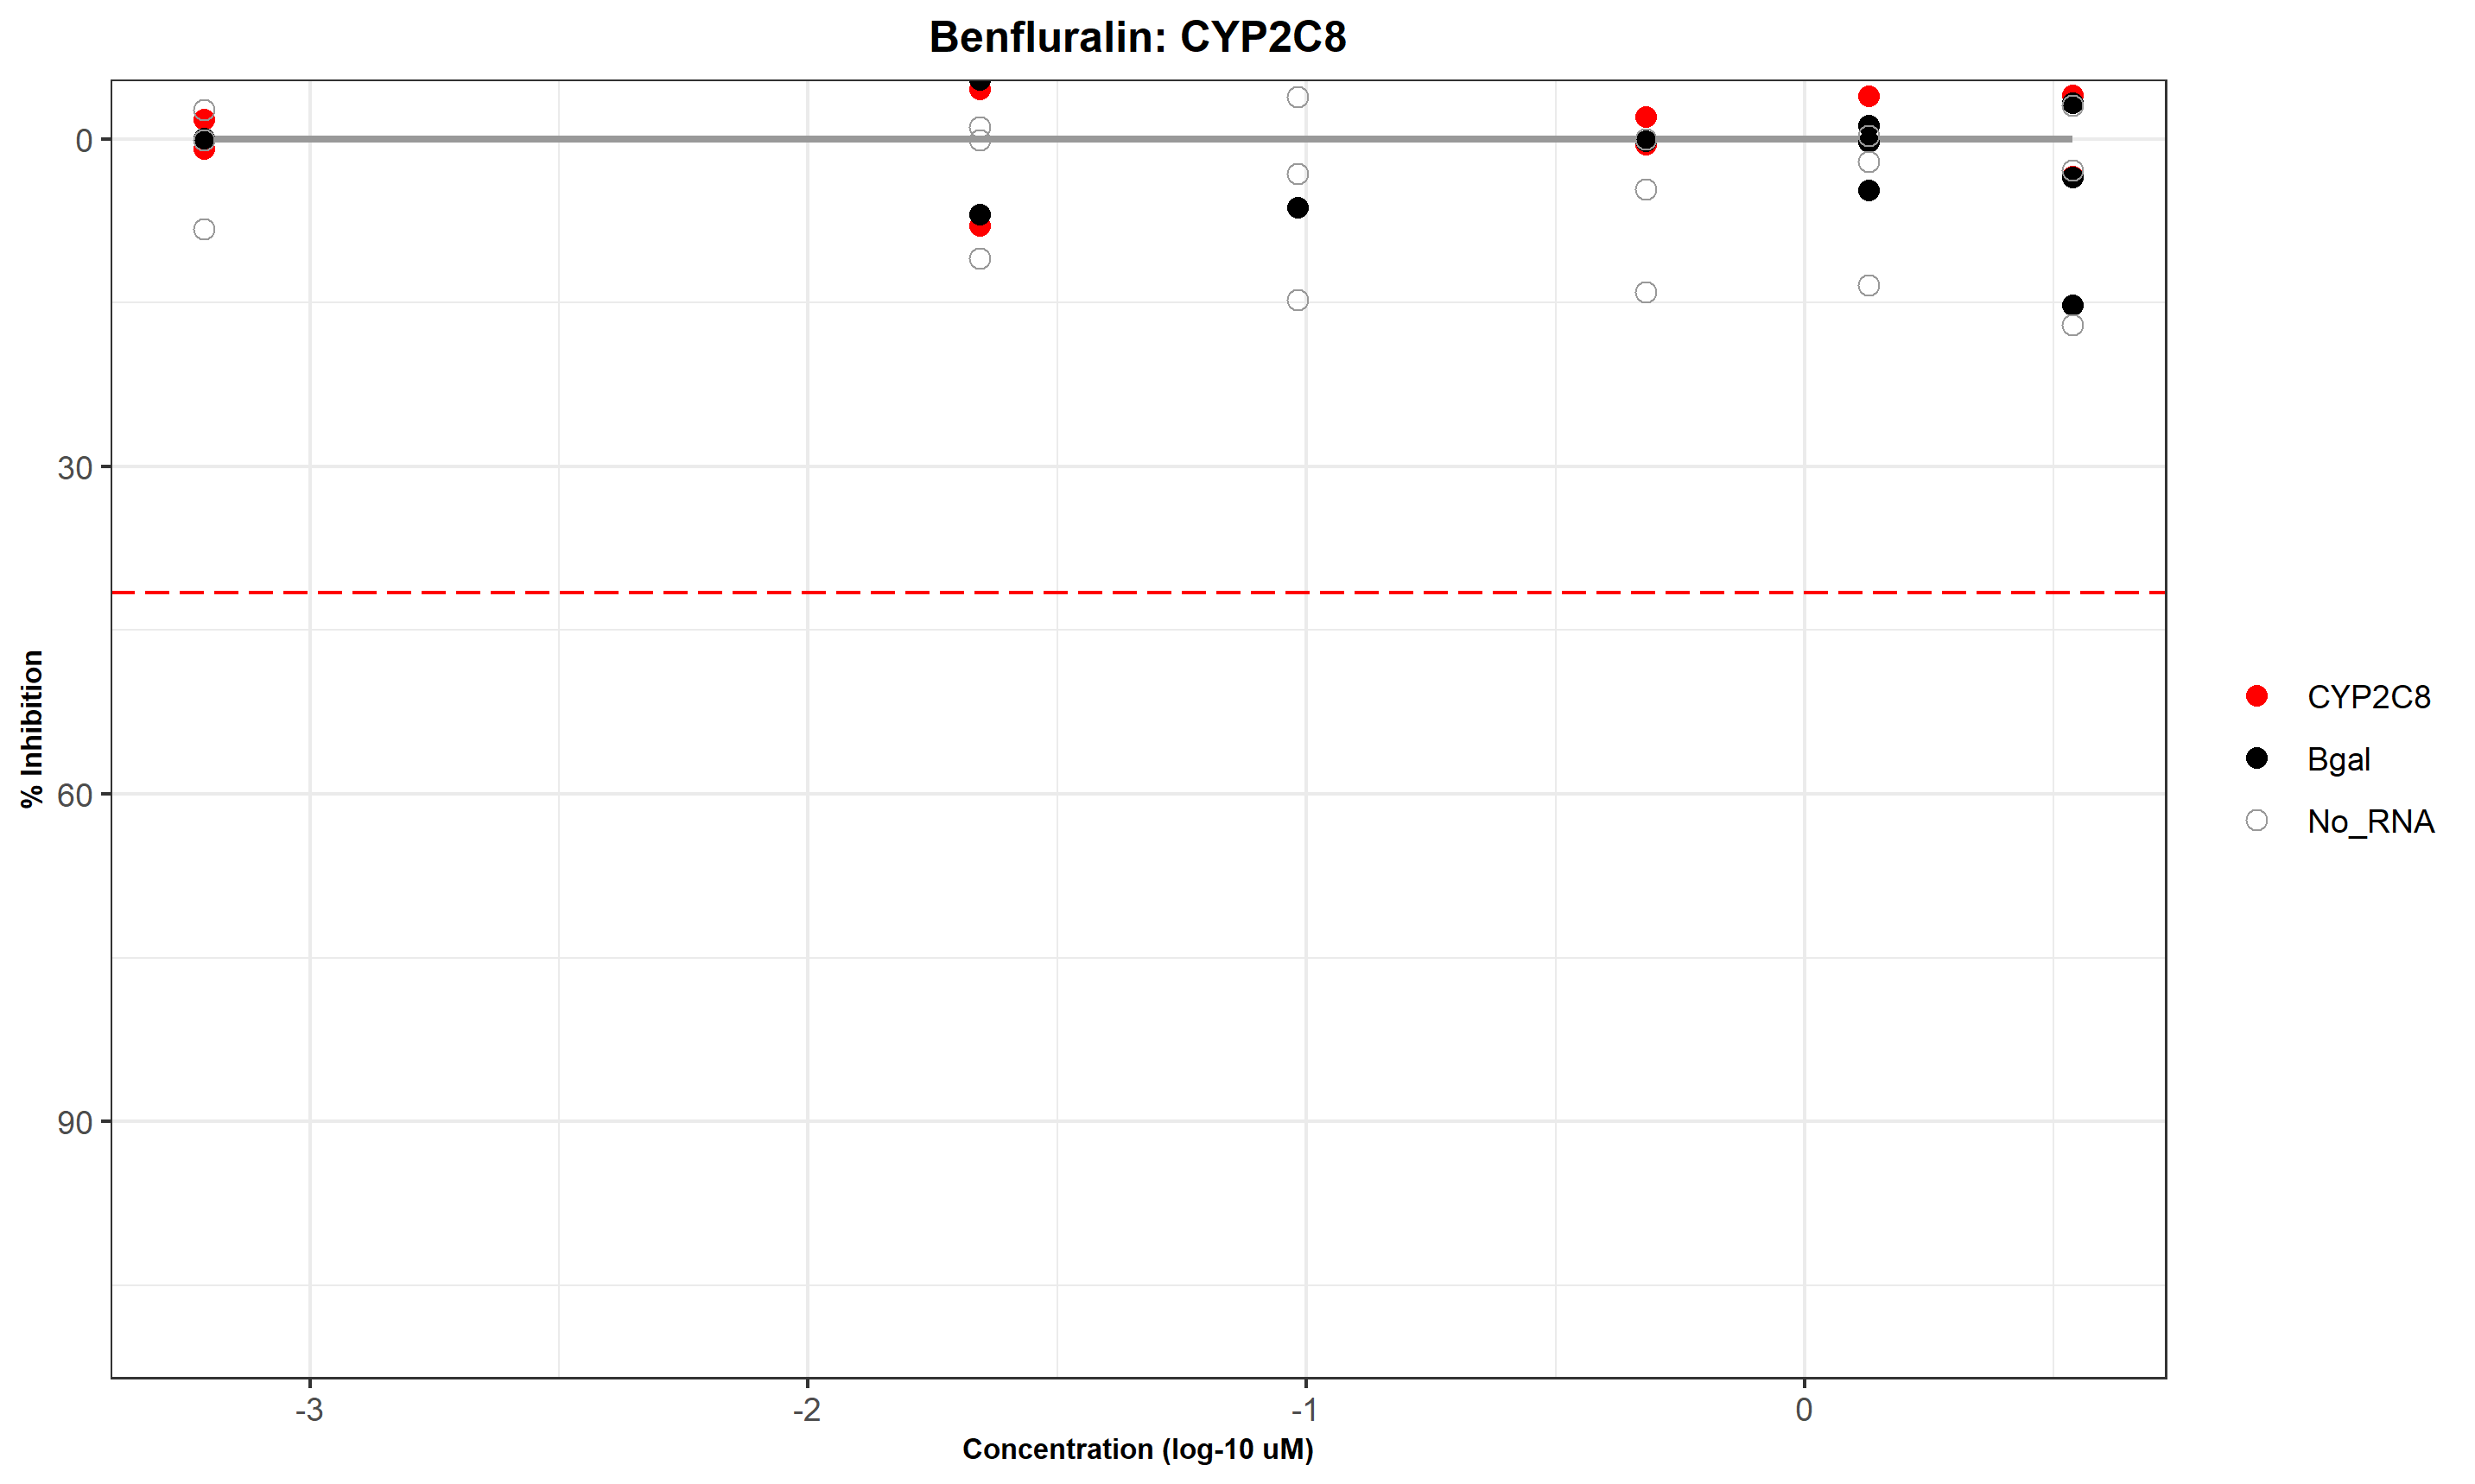 Benfluralin: CYP2C8
0
30
60
90
% Inhibition
-3
-2
-1
0
Concentration (log-10 uM)
CYP2C8
Bgal
No_RNA